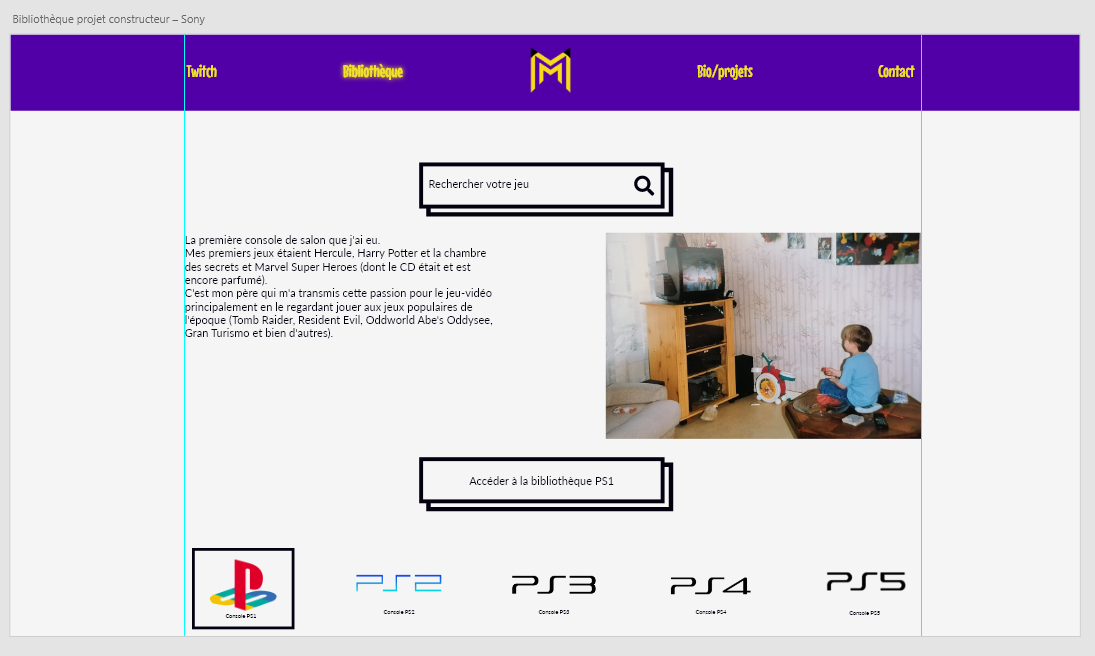 Bibliothèque projet constructeur – Sony
Twitch
Bibliothèque
Bio/projets
Contact
Rechercher votre jeu
La première console de salon que j'ai eu.
Mes premiers jeux étaient Hercule, Harry Potter et la chambre
des secrets et Marvel Super Heroes (dont le CD était et est
encore parfumé).
C'est mon père qui m'a transmis cette passion pour le jeu-vidéo
principalement en le regardant jouer aux jeux populaires de
l'époque (Tomb Raider, Resident Evil, Oddworld Abe's Oddysee,
Gran Turismo et bien d'autres).
Accéder à la bibliothèque PS1
Console PS1
PS2
Console PS2
PS3
Console PS3
PS4
Console PS4
PS5
Console PS5